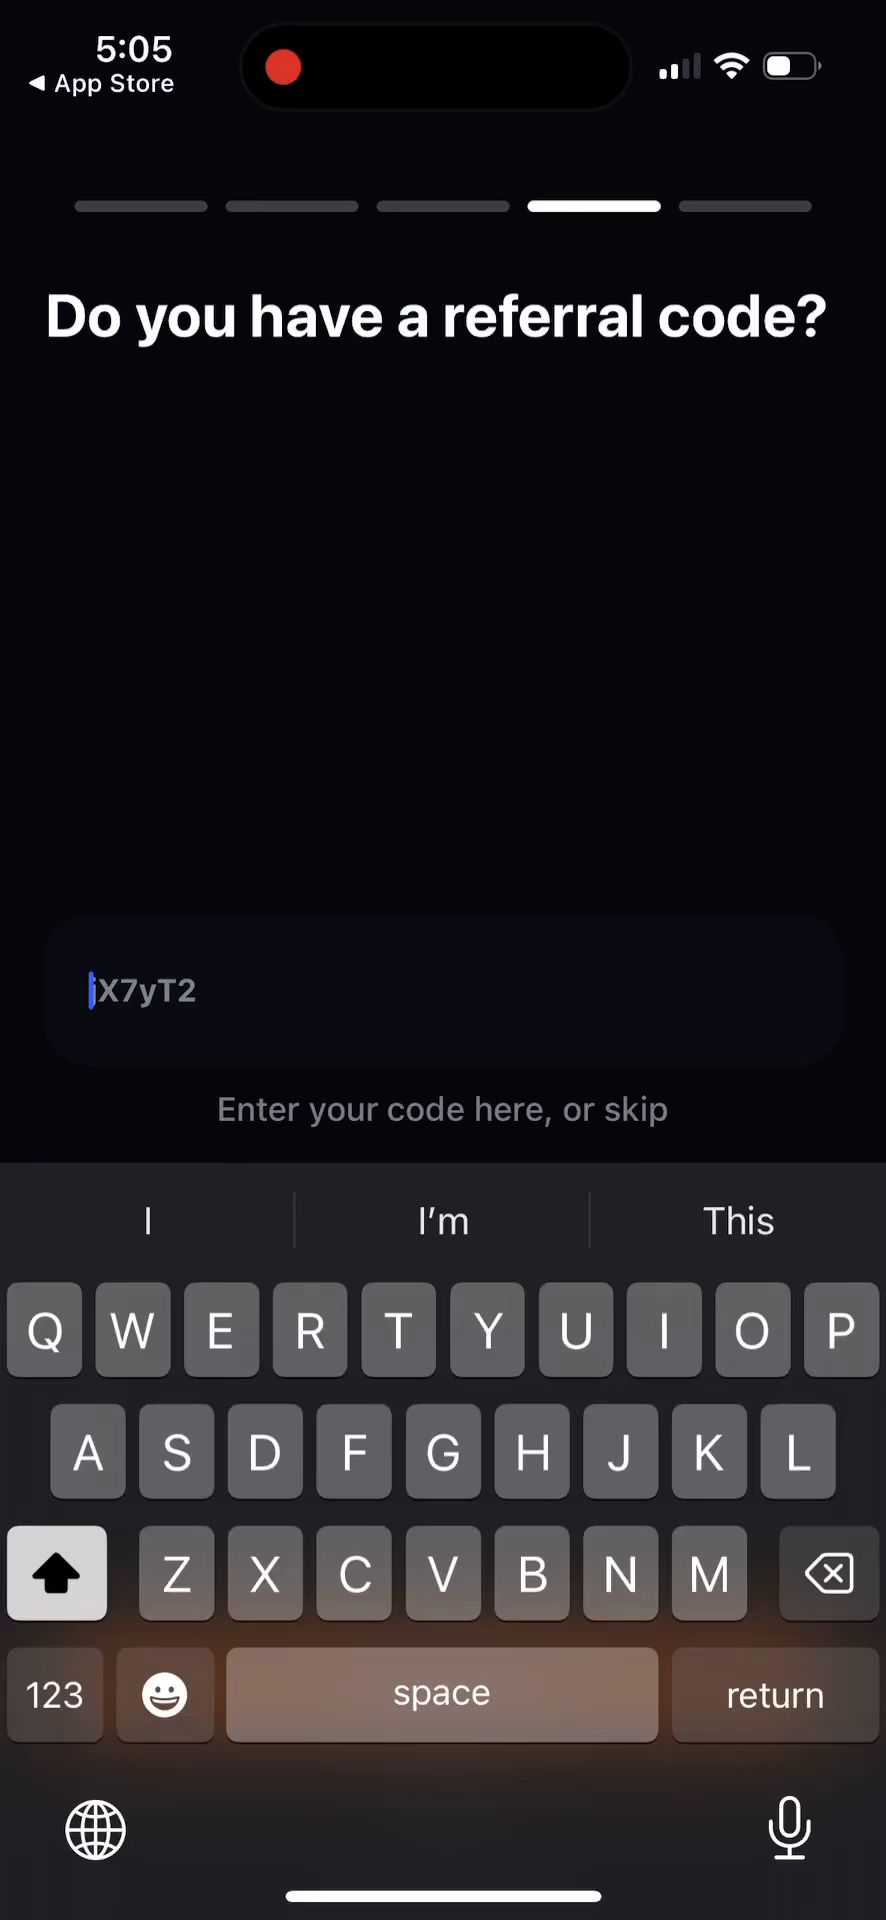 5:05
◀ App Store
Do you have a referral code?
jX7yT2
Enter your code here, or skip
I I’m This
Q W E R T Y U I O P
A S D F G H J K L
Z X C V B N M
123 space return